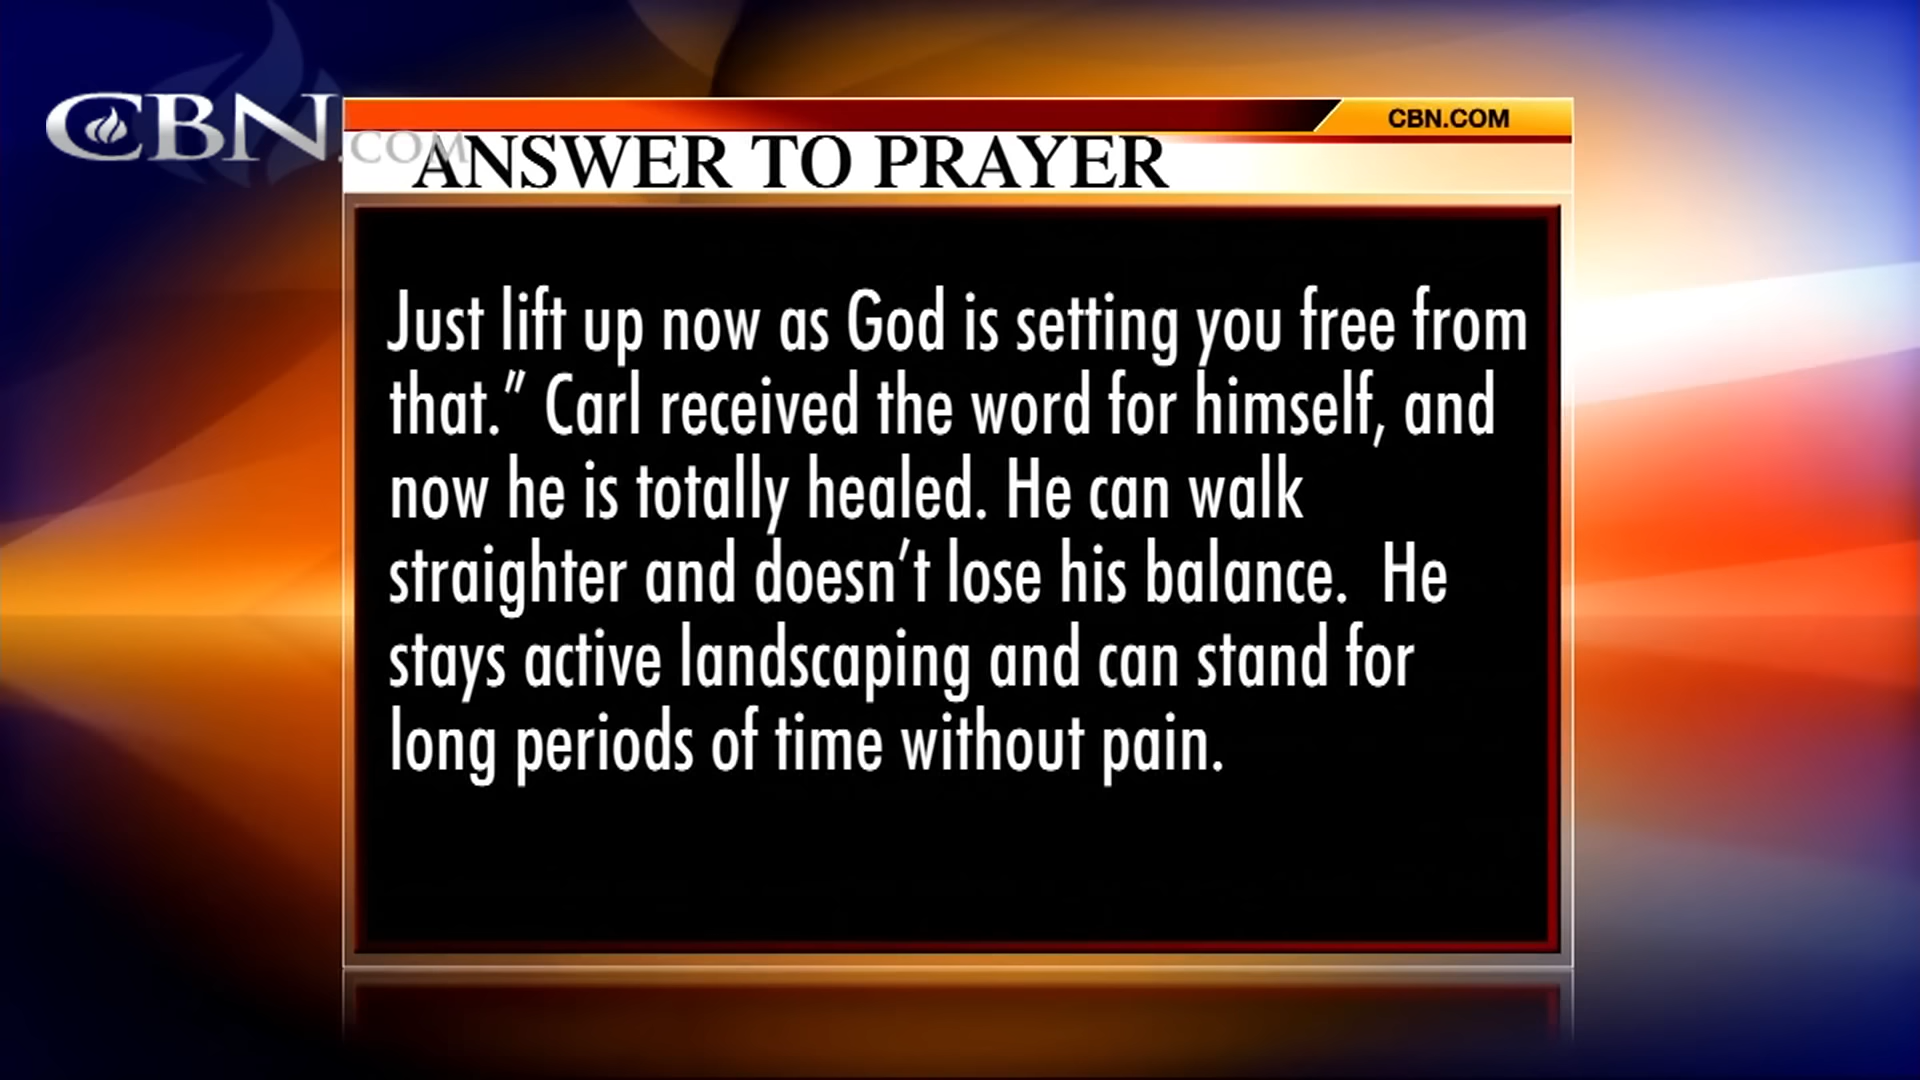 CBN.COM
CBN.COM
ANSWER TO PRAYER
Just lift up now as God is setting you free from
that.” Carl received the word for himself, and
now he is totally healed. He can walk
straighter and doesn’t lose his balance.  He
stays active landscaping and can stand for
long periods of time without pain.